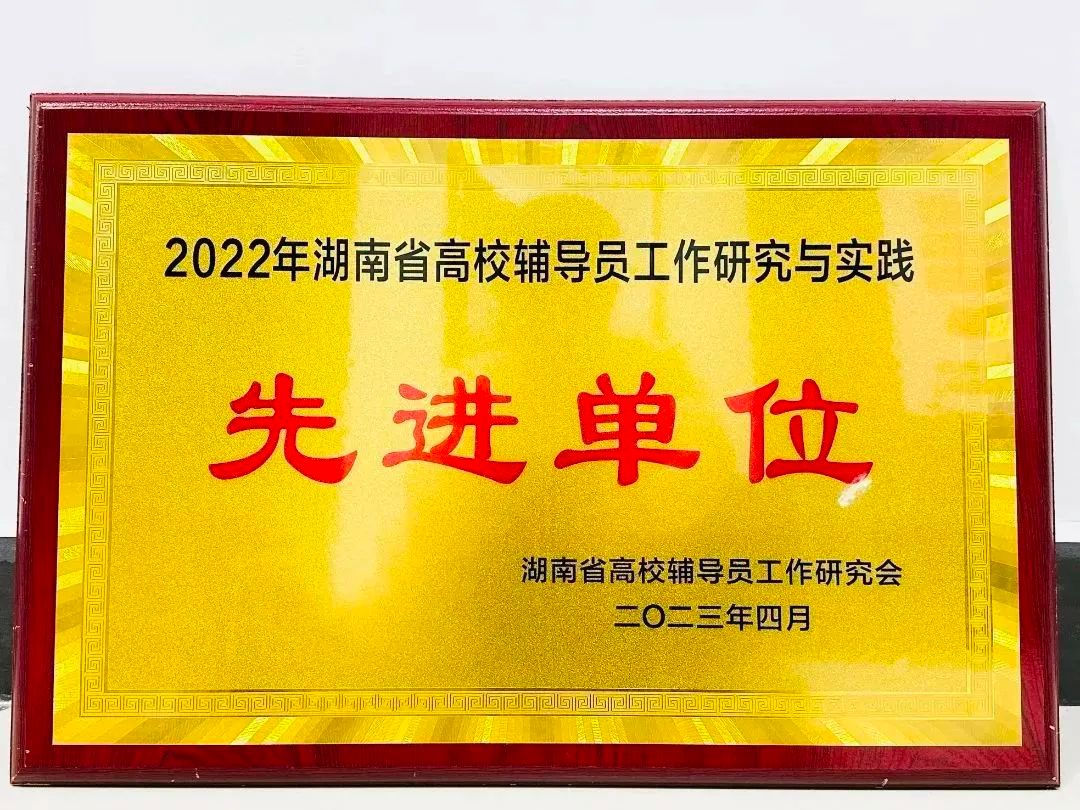 2022年湖南省高校辅导员工作研究与实践
先进单位
湖南省高校辅导员工作研究会
二〇二三年四月